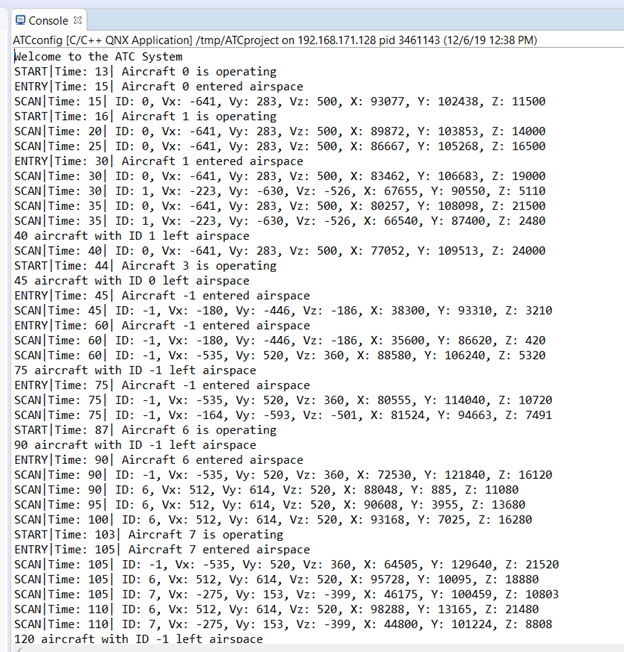 Console
ATCconfig [C/C++ QNX Application] /tmp/ATCproject on 192.168.171.128 pid 3461143 (12/6/19 12:38 PM)
Welcome to the ATC System
START|Time: 13| Aircraft 0 is operating
ENTRY|Time: 15| Aircraft 0 entered airspace
SCAN|Time: 15| ID: 0, Vx: -641, Vy: 283, Vz: 500, X: 93077, Y: 102438, Z: 11500
START|Time: 16| Aircraft 1 is operating
SCAN|Time: 20| ID: 0, Vx: -641, Vy: 283, Vz: 500, X: 89872, Y: 103853, Z: 14000
SCAN|Time: 25| ID: 0, Vx: -641, Vy: 283, Vz: 500, X: 86667, Y: 105268, Z: 16500
ENTRY|Time: 30| Aircraft 1 entered airspace
SCAN|Time: 30| ID: 0, Vx: -641, Vy: 283, Vz: 500, X: 83462, Y: 106683, Z: 19000
SCAN|Time: 30| ID: 1, Vx: -223, Vy: -630, Vz: -526, X: 67655, Y: 90550, Z: 5110
SCAN|Time: 35| ID: 0, Vx: -641, Vy: 283, Vz: 500, X: 80257, Y: 108098, Z: 21500
SCAN|Time: 35| ID: 1, Vx: -223, Vy: -630, Vz: -526, X: 66540, Y: 87400, Z: 2480
40 aircraft with ID 1 left airspace
SCAN|Time: 40| ID: 0, Vx: -641, Vy: 283, Vz: 500, X: 77052, Y: 109513, Z: 24000
START|Time: 44| Aircraft 3 is operating
45 aircraft with ID 0 left airspace
ENTRY|Time: 45| Aircraft -1 entered airspace
SCAN|Time: 45| ID: -1, Vx: -180, Vy: -446, Vz: -186, X: 38300, Y: 93310, Z: 3210
ENTRY|Time: 60| Aircraft -1 entered airspace
SCAN|Time: 60| ID: -1, Vx: -180, Vy: -446, Vz: -186, X: 35600, Y: 86620, Z: 420
SCAN|Time: 60| ID: -1, Vx: -535, Vy: 520, Vz: 360, X: 88580, Y: 106240, Z: 5320
75 aircraft with ID -1 left airspace
ENTRY|Time: 75| Aircraft -1 entered airspace
SCAN|Time: 75| ID: -1, Vx: -535, Vy: 520, Vz: 360, X: 80555, Y: 114040, Z: 10720
SCAN|Time: 75| ID: -1, Vx: -164, Vy: -593, Vz: -501, X: 81524, Y: 94663, Z: 7491
START|Time: 87| Aircraft 6 is operating
90 aircraft with ID -1 left airspace
ENTRY|Time: 90| Aircraft 6 entered airspace
SCAN|Time: 90| ID: -1, Vx: -535, Vy: 520, Vz: 360, X: 72530, Y: 121840, Z: 16120
SCAN|Time: 90| ID: 6, Vx: 512, Vy: 614, Vz: 520, X: 88048, Y: 885, Z: 11080
SCAN|Time: 95| ID: 6, Vx: 512, Vy: 614, Vz: 520, X: 90608, Y: 3955, Z: 13680
SCAN|Time: 100| ID: 6, Vx: 512, Vy: 614, Vz: 520, X: 93168, Y: 7025, Z: 16280
START|Time: 103| Aircraft 7 is operating
ENTRY|Time: 105| Aircraft 7 entered airspace
SCAN|Time: 105| ID: -1, Vx: -535, Vy: 520, Vz: 360, X: 64505, Y: 129640, Z: 21520
SCAN|Time: 105| ID: 6, Vx: 512, Vy: 614, Vz: 520, X: 95728, Y: 10095, Z: 18880
SCAN|Time: 105| ID: 7, Vx: -275, Vy: 153, Vz: -399, X: 46175, Y: 100459, Z: 10803
SCAN|Time: 110| ID: 6, Vx: 512, Vy: 614, Vz: 520, X: 98288, Y: 13165, Z: 21480
SCAN|Time: 110| ID: 7, Vx: -275, Vy: 153, Vz: -399, X: 44800, Y: 101224, Z: 8808
120 aircraft with ID -1 left airspace